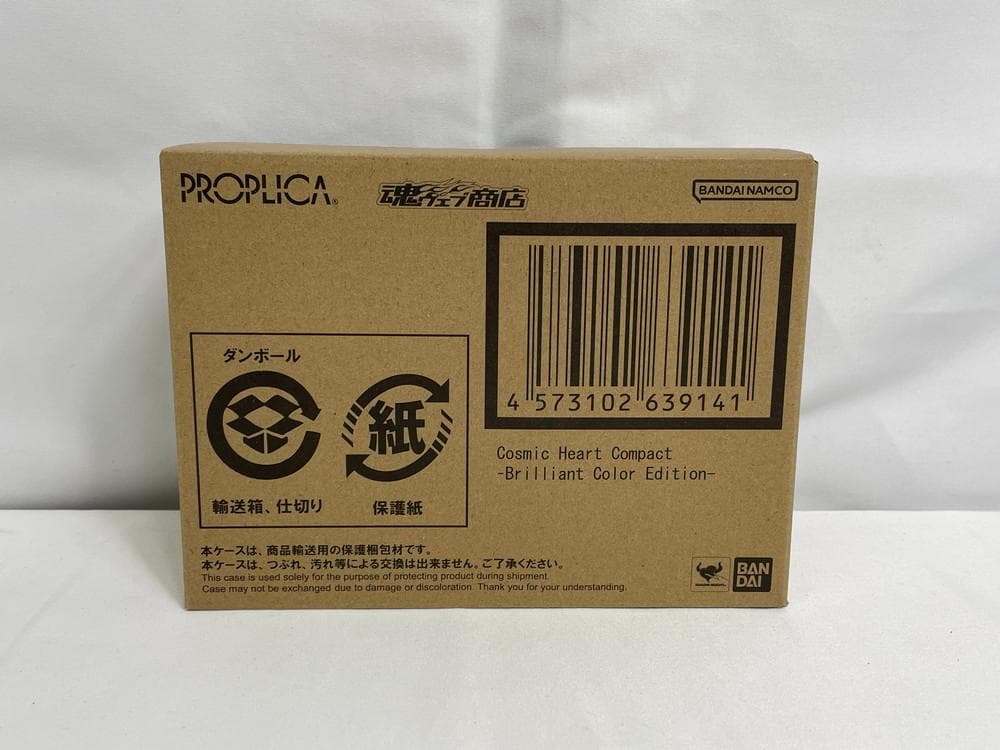 PROPLICA®
魂ウェブ商店
BANDAI NAMCO
4 573102 639141
Cosmic Heart Compact
-Brilliant Color Edition-
ダンボール
紙
輸送箱、仕切り
保護紙
本ケースは、商品輸送用の保護梱包材です。
本ケースは、つぶれ、汚れ等による交換は出来ません。ご了承ください。
This case is used solely for the purpose of protecting product during shipment.
Case may not be exchanged due to damage or discoloration. Thank you for your understanding.
BAN
DAI